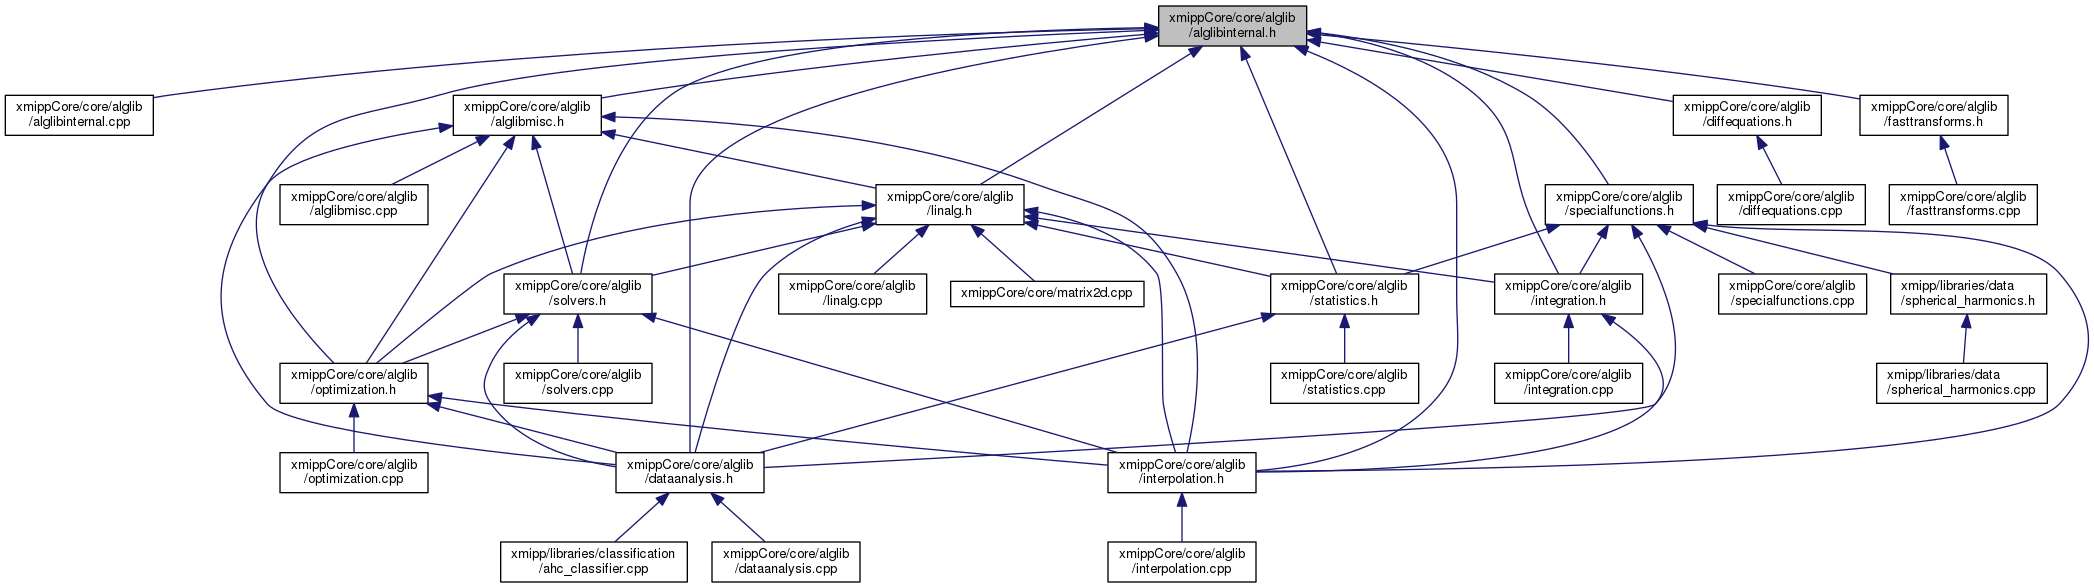 xmippCore/core/alglib
/alglibinternal.h
xmippCore/core/alglib
/alglibinternal.cpp
xmippCore/core/alglib
/alglibmisc.h
xmippCore/core/alglib
/diffequations.h
xmippCore/core/alglib
/fasttransforms.h
xmippCore/core/alglib
/alglibmisc.cpp
xmippCore/core/alglib
/linalg.h
xmippCore/core/alglib
/specialfunctions.h
xmippCore/core/alglib
/diffequations.cpp
xmippCore/core/alglib
/fasttransforms.cpp
xmippCore/core/alglib
/solvers.h
xmippCore/core/alglib
/linalg.cpp
xmippCore/core/matrix2d.cpp
xmippCore/core/alglib
/statistics.h
xmippCore/core/alglib
/integration.h
xmippCore/core/alglib
/specialfunctions.cpp
xmipp/libraries/data
/spherical_harmonics.h
xmippCore/core/alglib
/optimization.h
xmippCore/core/alglib
/solvers.cpp
xmippCore/core/alglib
/statistics.cpp
xmippCore/core/alglib
/integration.cpp
xmipp/libraries/data
/spherical_harmonics.cpp
xmippCore/core/alglib
/optimization.cpp
xmippCore/core/alglib
/dataanalysis.h
xmippCore/core/alglib
/interpolation.h
xmipp/libraries/classification
/ahc_classifier.cpp
xmippCore/core/alglib
/dataanalysis.cpp
xmippCore/core/alglib
/interpolation.cpp